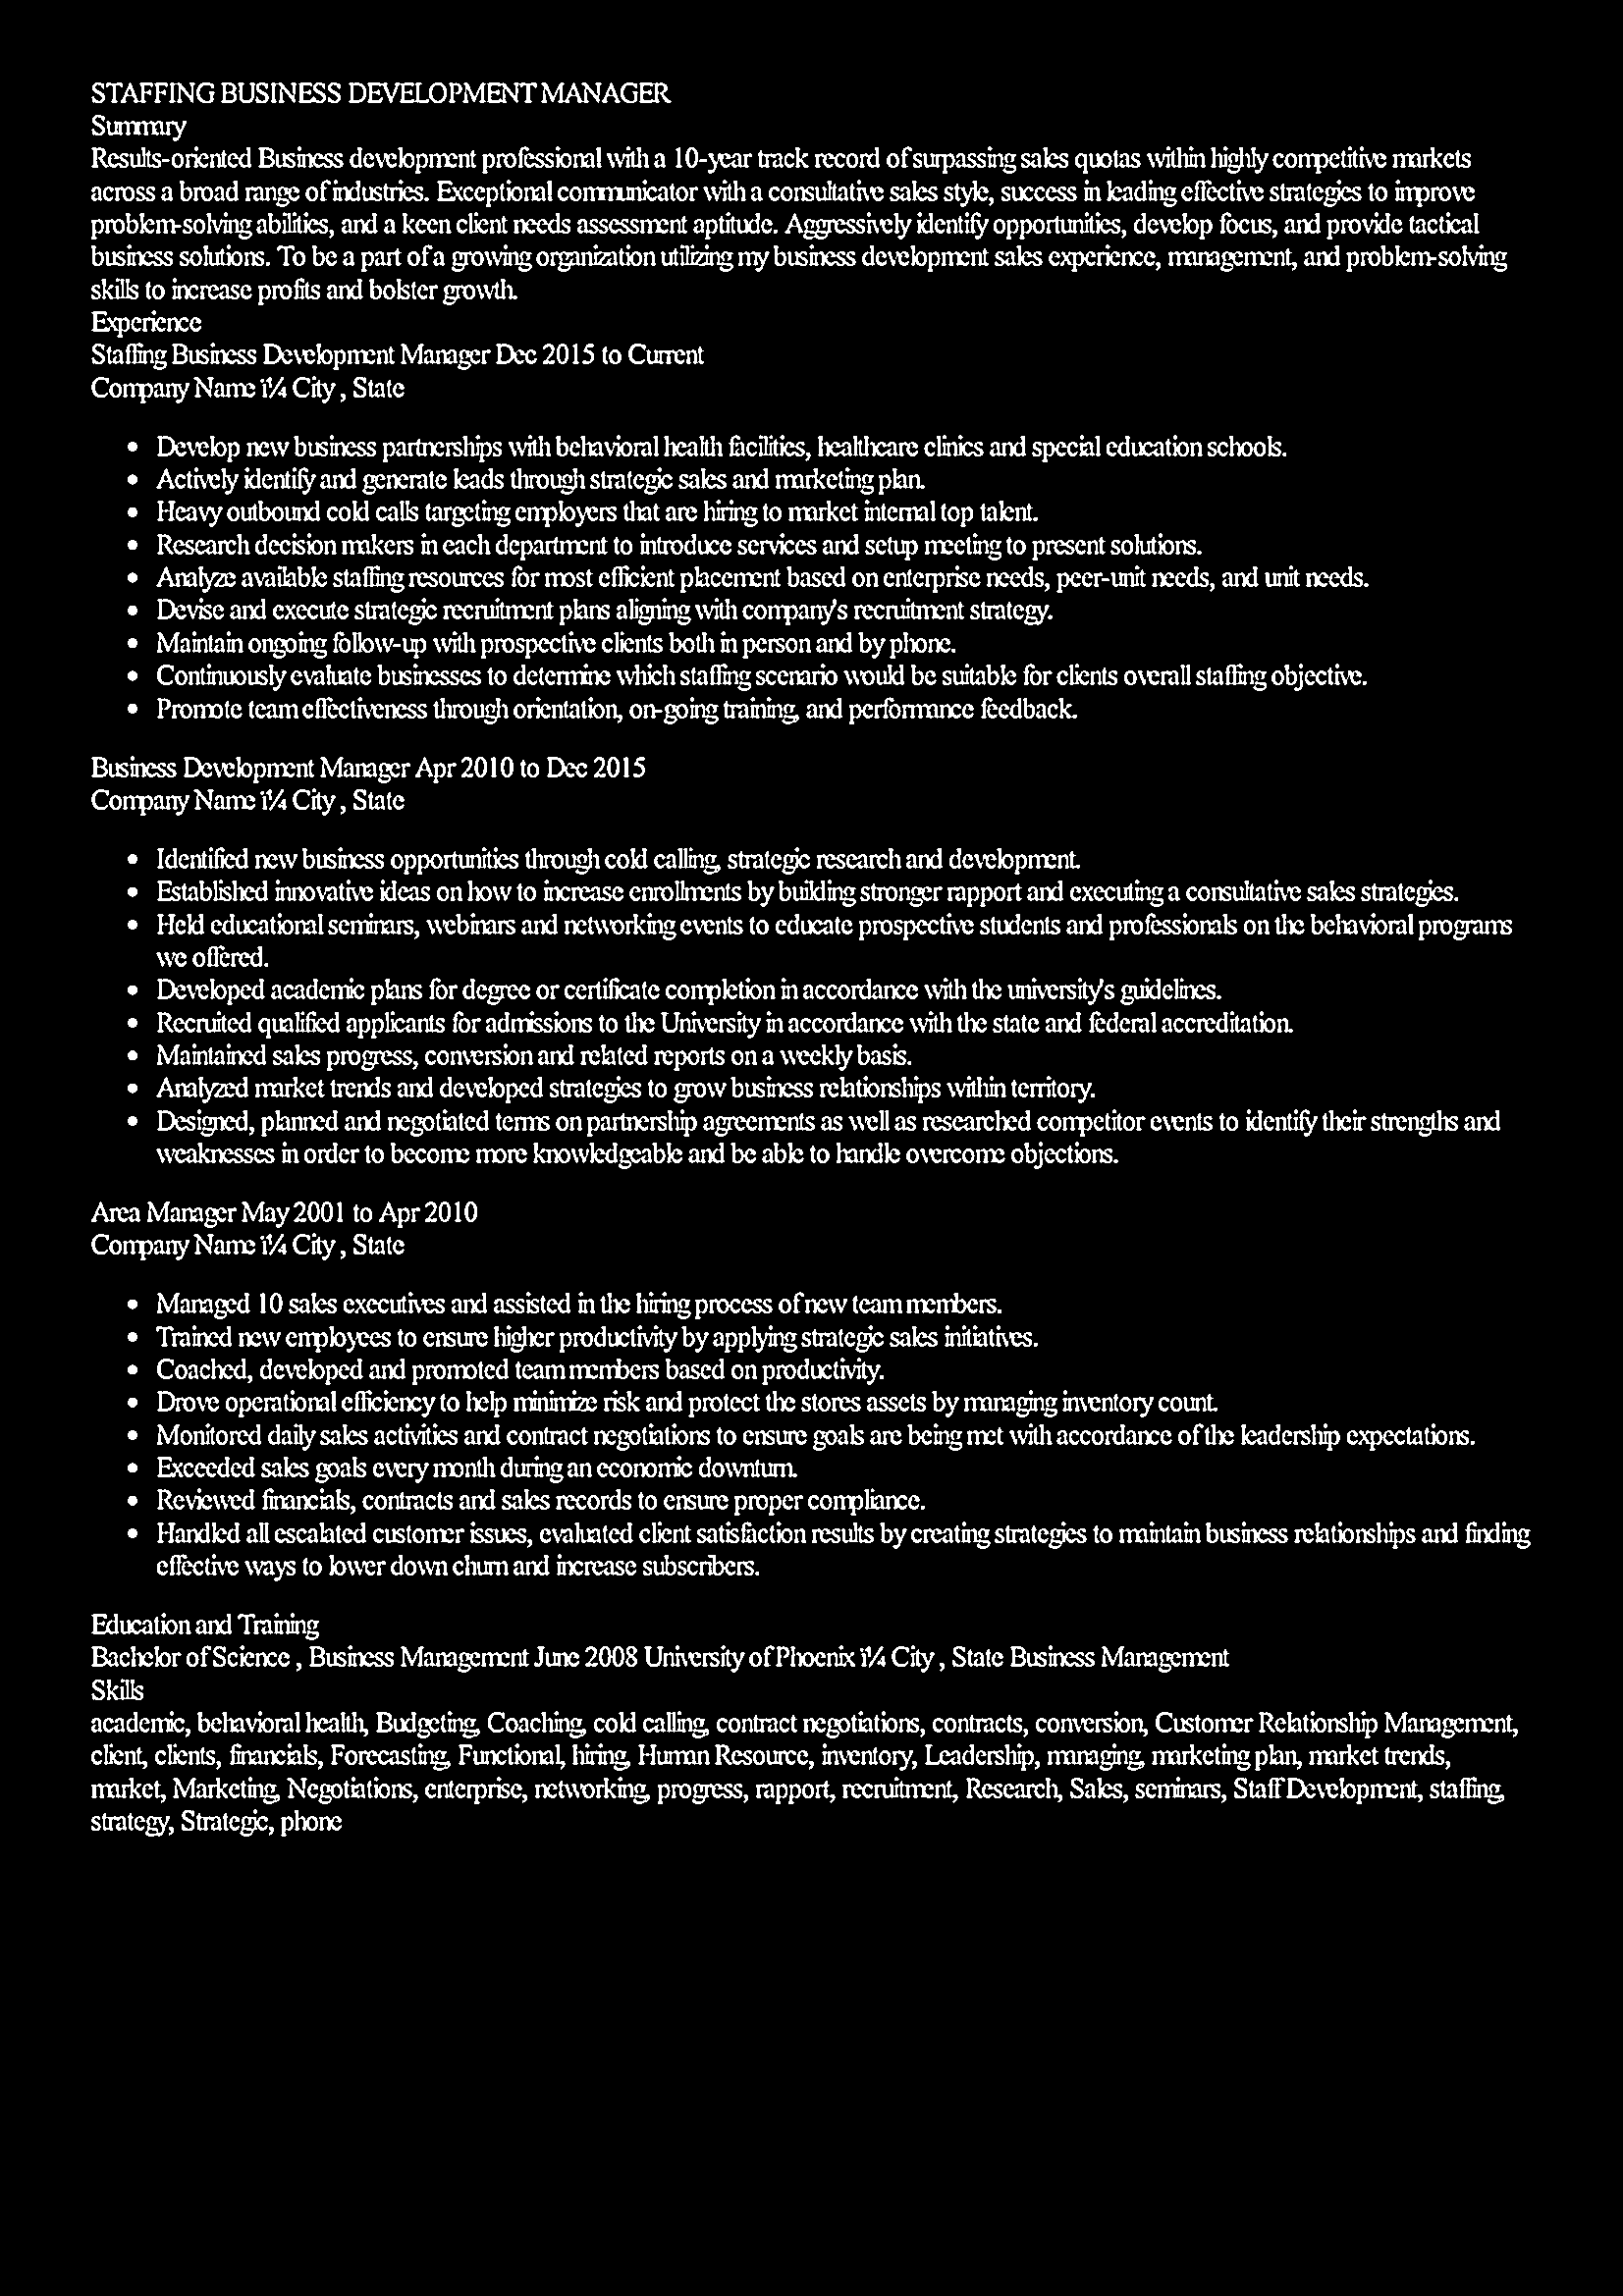 STAFFING BUSINESS DEVELOPMENT MANAGER
Summary
Results-oriented Business development professional with a 10-year track record of surpassing sales quotas within highly competitive markets
across a broad range of industries. Exceptional communicator with a consultative sales style, success in leading effective strategies to improve
problem-solving abilities, and a keen client needs assessment aptitude. Aggressively identify opportunities, develop focus, and provide tactical
business solutions. To be a part of a growing organization utilizing my business development sales experience, management, and problem-solving
skills to increase profits and bolster growth.
Experience
Staffing Business Development Manager Dec 2015 to Current
Company Name ï¼ City , State
• Develop new business partnerships with behavioral health facilities, healthcare clinics and special education schools.
• Actively identify and generate leads through strategic sales and marketing plan.
• Heavy outbound cold calls targeting employers that are hiring to market internal top talent.
• Research decision makers in each department to introduce services and setup meeting to present solutions.
• Analyze available staffing resources for most efficient placement based on enterprise needs, peer-unit needs, and unit needs.
• Devise and execute strategic recruitment plans aligning with company's recruitment strategy.
• Maintain ongoing follow-up with prospective clients both in person and by phone.
• Continuously evaluate businesses to determine which staffing scenario would be suitable for clients overall staffing objective.
• Promote team effectiveness through orientation, on-going training, and performance feedback.
Business Development Manager Apr 2010 to Dec 2015
Company Name ï¼ City , State
• Identified new business opportunities through cold calling, strategic research and development.
• Established innovative ideas on how to increase enrollments by building stronger rapport and executing a consultative sales strategies.
• Held educational seminars, webinars and networking events to educate prospective students and professionals on the behavioral programs
we offered.
• Developed academic plans for degree or certificate completion in accordance with the university's guidelines.
• Recruited qualified applicants for admissions to the University in accordance with the state and federal accreditation.
• Maintained sales progress, conversion and related reports on a weekly basis.
• Analyzed market trends and developed strategies to grow business relationships within territory.
• Designed, planned and negotiated terms on partnership agreements as well as researched competitor events to identify their strengths and
weaknesses in order to become more knowledgeable and be able to handle overcome objections.
Area Manager May 2001 to Apr 2010
Company Name ï¼ City , State
• Managed 10 sales executives and assisted in the hiring process of new team members.
• Trained new employees to ensure higher productivity by applying strategic sales initiatives.
• Coached, developed and promoted team members based on productivity.
• Drove operational efficiency to help minimize risk and protect the stores assets by managing inventory count.
• Monitored daily sales activities and contract negotiations to ensure goals are being met with accordance of the leadership expectations.
• Exceeded sales goals every month during an economic downturn.
• Reviewed financials, contracts and sales records to ensure proper compliance.
• Handled all escalated customer issues, evaluated client satisfaction results by creating strategies to maintain business relationships and finding
effective ways to lower down churn and increase subscribers.
Education and Training
Bachelor of Science , Business Management June 2008 University of Phoenix ï¼ City , State Business Management
Skills
academic, behavioral health, Budgeting, Coaching, cold calling, contract negotiations, contracts, conversion, Customer Relationship Management,
client, clients, financials, Forecasting, Functional, hiring, Human Resource, inventory, Leadership, managing, marketing plan, market trends,
market, Marketing, Negotiations, enterprise, networking, progress, rapport, recruitment, Research, Sales, seminars, Staff Development, staffing,
strategy, Strategic, phone